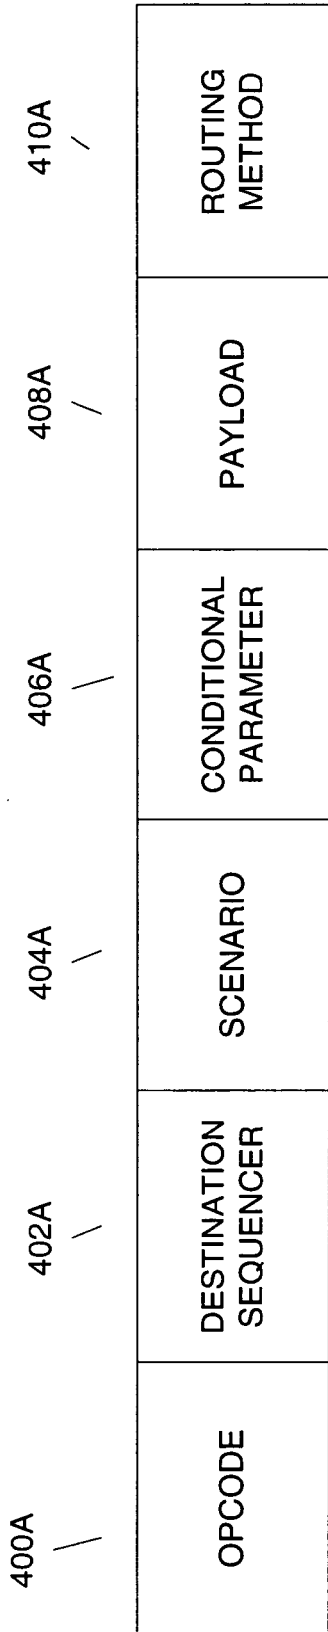 400A
402A
404A
406A
408A
410A
OPCODE
DESTINATION
SEQUENCER
SCENARIO
CONDITIONAL
PARAMETER
PAYLOAD
ROUTING
METHOD